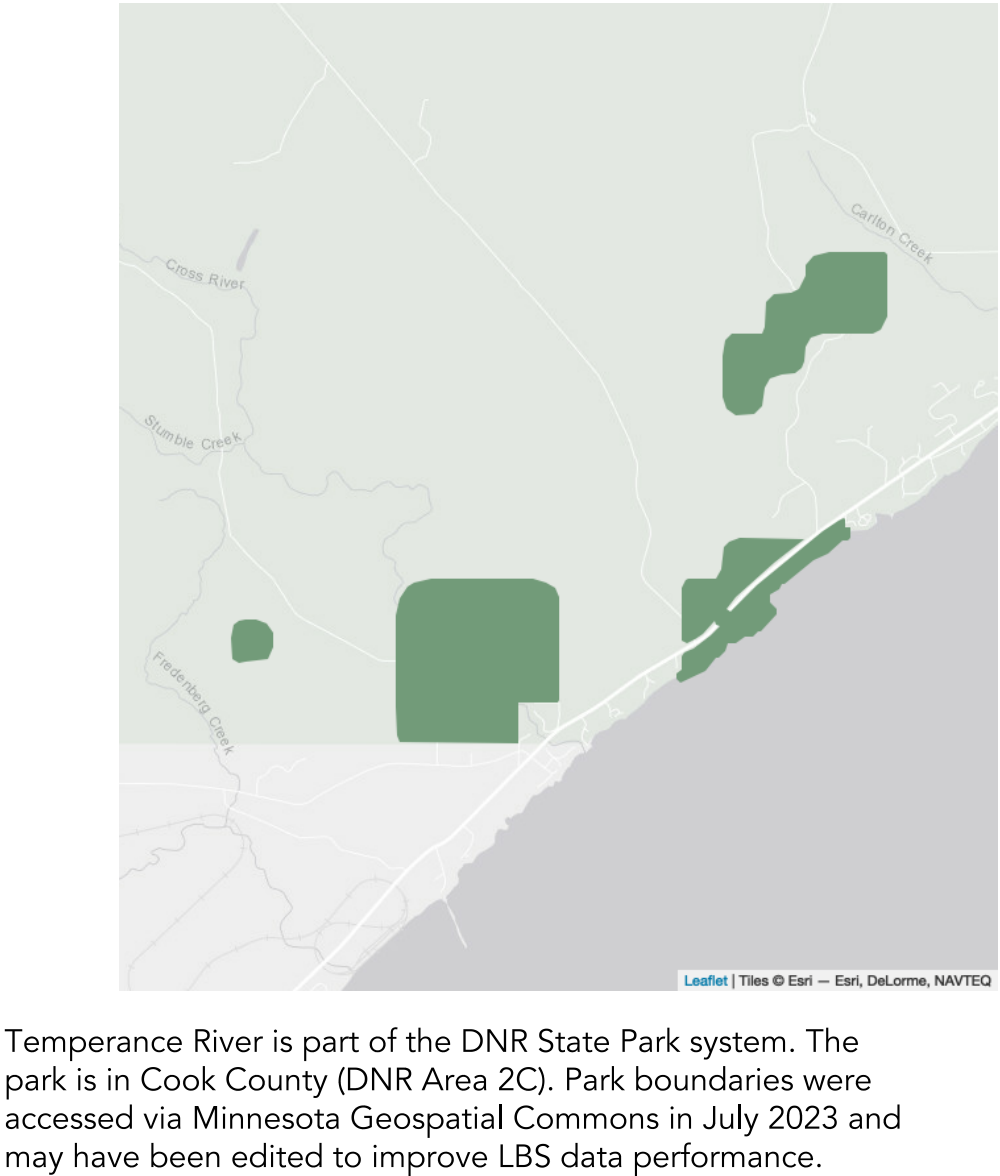 Carlton Creek
Cross River
Stumble Creek
Fredenberg Creek
Leaflet | Tiles © Esri — Esri, DeLorme, NAVTEQ
Temperance River is part of the DNR State Park system. The
park is in Cook County (DNR Area 2C). Park boundaries were
accessed via Minnesota Geospatial Commons in July 2023 and
may have been edited to improve LBS data performance.